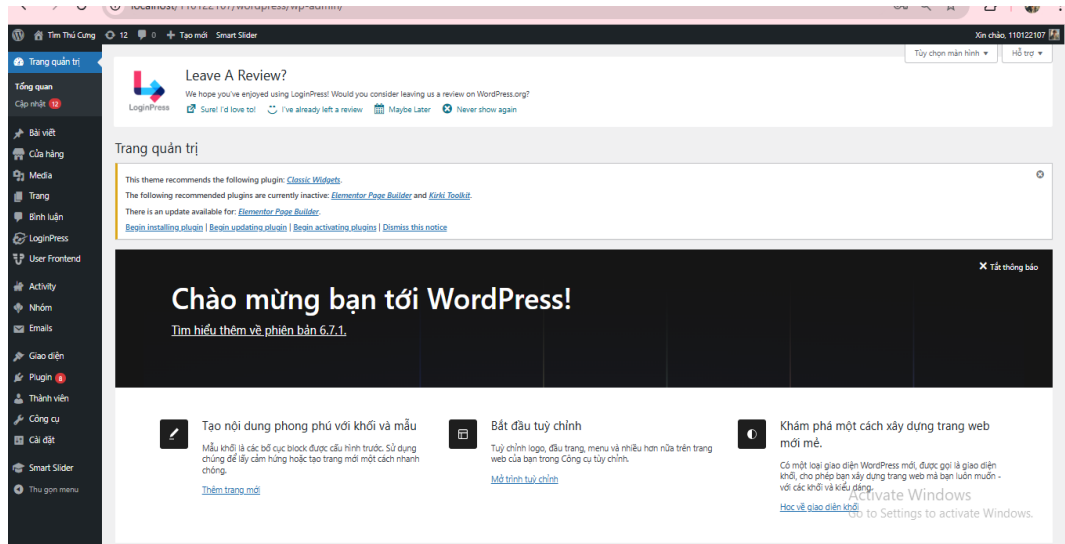 localhost/110122107/wordpress/wp-admin/
Tìm Thú Cưng 12 0 + Tạo mới Smart Slider Xin chào, 110122107
Tùy chọn màn hình ▼ Hỗ trợ ▼
Trang quản trị
Tổng quan
Cập nhật 12
Bài viết
Cửa hàng
Media
Trang
Bình luận
LoginPress
User Frontend
Activity
Nhóm
Emails
Giao diện
Plugin 8
Thành viên
Công cụ
Cài đặt
Smart Slider
Thu gọn menu
LoginPress
Leave A Review?
We hope you've enjoyed using LoginPress! Would you consider leaving us a review on WordPress.org?
Sure! I'd love to! I've already left a review Maybe Later Never show again
Trang quản trị
This theme recommends the following plugin: Classic Widgets.
The following recommended plugins are currently inactive: Elementor Page Builder and Kirki Toolkit.
There is an update available for: Elementor Page Builder.
Begin installing plugin | Begin updating plugin | Begin activating plugins | Dismiss this notice
Tắt thông báo
Chào mừng bạn tới WordPress!
Tìm hiểu thêm về phiên bản 6.7.1.
Tạo nội dung phong phú với khối và mẫu
Mẫu khối là các bố cục block được cấu hình trước. Sử dụng
chúng để lấy cảm hứng hoặc tạo trang mới một cách nhanh
chóng.
Thêm trang mới
Bắt đầu tuỳ chỉnh
Tuỳ chỉnh logo, đầu trang, menu và nhiều hơn nữa trên trang
web của bạn trong Công cụ tùy chỉnh.
Mở trình tuỳ chỉnh
Khám phá một cách xây dựng trang web
mới mẻ.
Có một loại giao diện WordPress mới, được gọi là giao diện
khối, cho phép bạn xây dựng trang web mà bạn luôn muốn -
với các khối và kiểu dáng.
Học về giao diện khối
Activate Windows
Go to Settings to activate Windows.